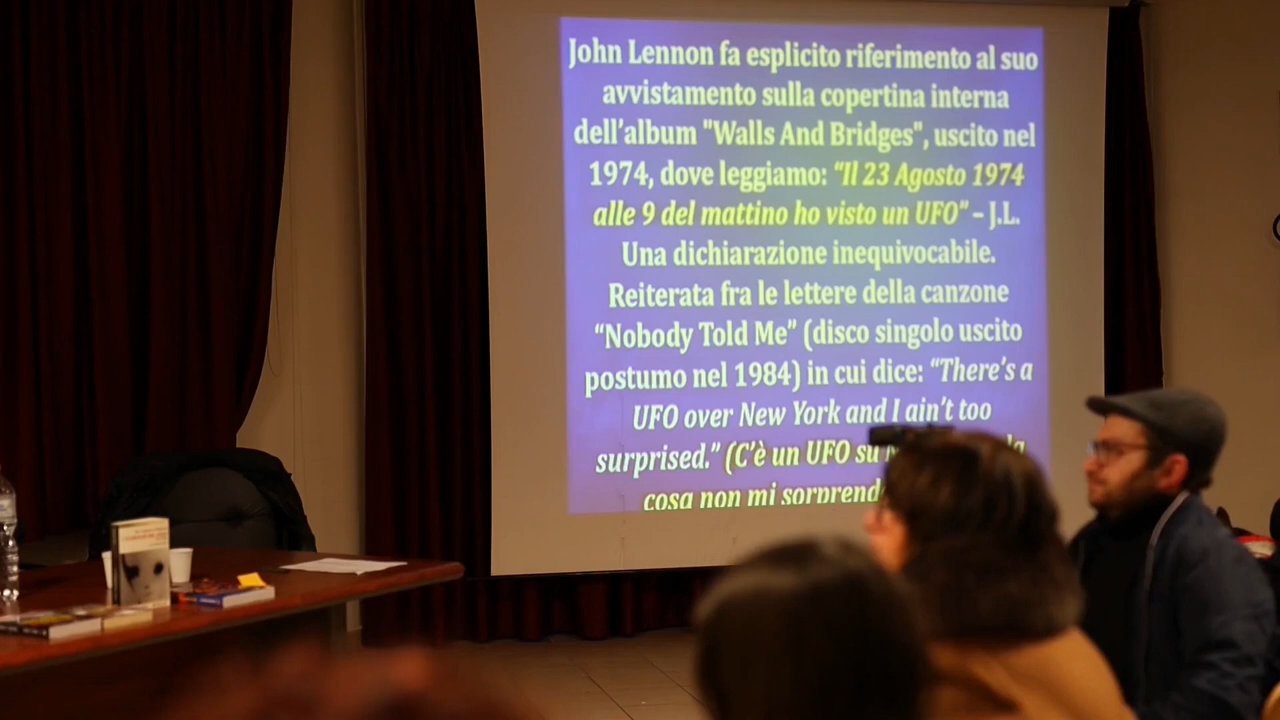 John Lennon fa esplicito riferimento al suo
avvistamento sulla copertina interna
dell'album "Walls And Bridges", uscito nel
1974, dove leggiamo: "Il 23 Agosto 1974
alle 9 del mattino ho visto un UFO" – J.L.
Una dichiarazione inequivocabile.
Reiterata fra le lettere della canzone
“Nobody Told Me” (disco singolo uscito
postumo nel 1984) in cui dice: “There’s a
UFO over New York and I ain’t too
surprised.” (C’è un UFO su
cosa non mi sorprend